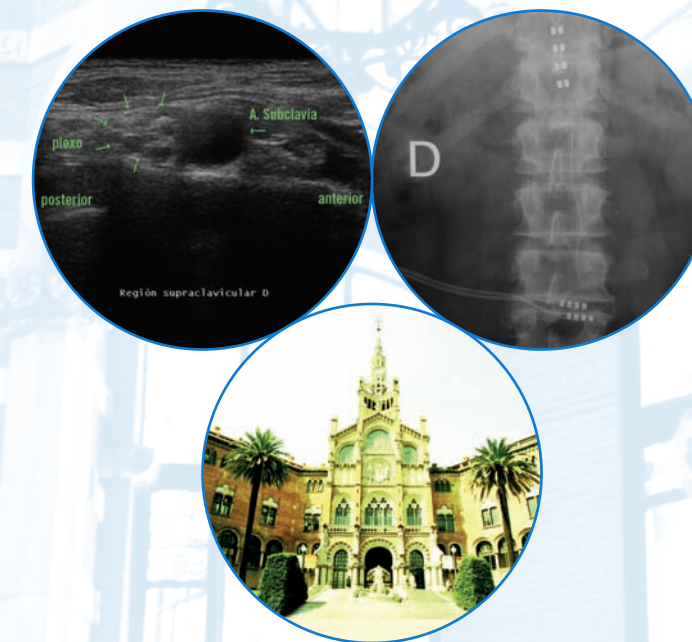 A. Subclavia
plexo
posterior
anterior
Región supraclavicular D
D